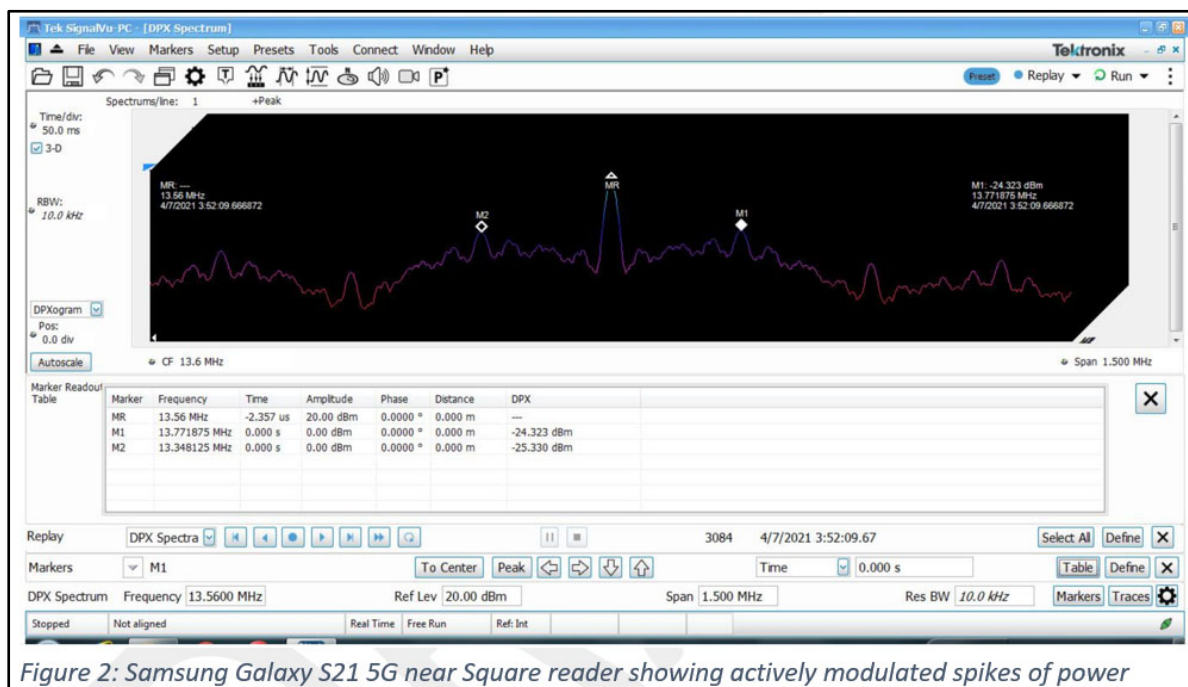 Tek SignalVu-PC - [DPX Spectrum]
File View Markers Setup Presets Tools Connect Window Help
Tektronix
Preset Replay Run
Spectrums/line: 1 +Peak
Time/div:
50.0 ms
3-D
RBW:
10.0 kHz
MR: ---
13.56 MHz
4/7/2021 3:52:09.666872
M2
MR
M1
M1: -24.323 dBm
13.771875 MHz
4/7/2021 3:52:09.666872
DPXogram
Pos:
0.0 div
Autoscale
CF 13.6 MHz
Span 1.500 MHz
Marker Readout
Table
Marker Frequency Time Amplitude Phase Distance DPX
MR 13.56 MHz -2.357 us 20.00 dBm 0.0000 ° 0.000 m ---
M1 13.771875 MHz 0.000 s 0.00 dBm 0.0000 ° 0.000 m -24.323 dBm
M2 13.348125 MHz 0.000 s 0.00 dBm 0.0000 ° 0.000 m -25.330 dBm
Replay DPX Spectra 3084 4/7/2021 3:52:09.67 Select All Define
Markers M1 To Center Peak Time 0.000 s Table Define
DPX Spectrum Frequency 13.5600 MHz Ref Lev 20.00 dBm Span 1.500 MHz Res BW 10.0 kHz Markers Traces
Stopped Not aligned Real Time Free Run Ref: Int
Figure 2: Samsung Galaxy S21 5G near Square reader showing actively modulated spikes of power